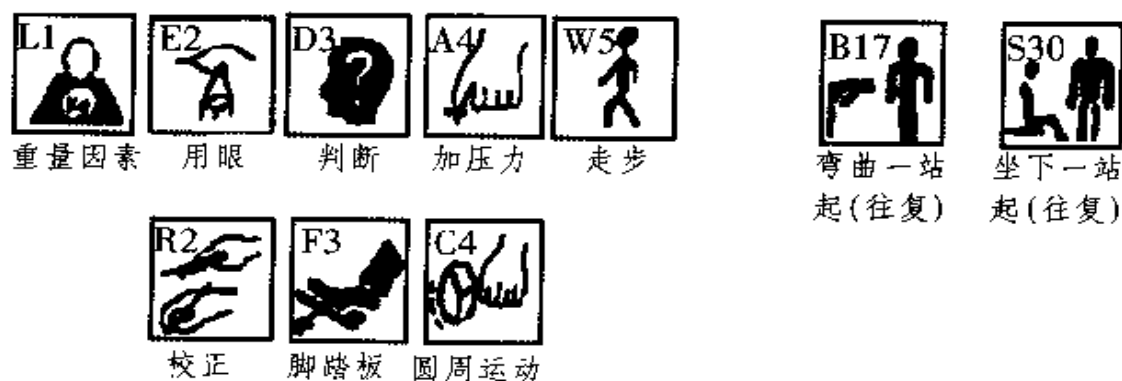 L1 E2 D3 A4 W5 B17 S30
重量因素 用眼 判断 加压力 走步 弯曲一站 坐下一站
起(往复) 起(往复)
R2 F3 C4
校正 脚踏板 圆周运动